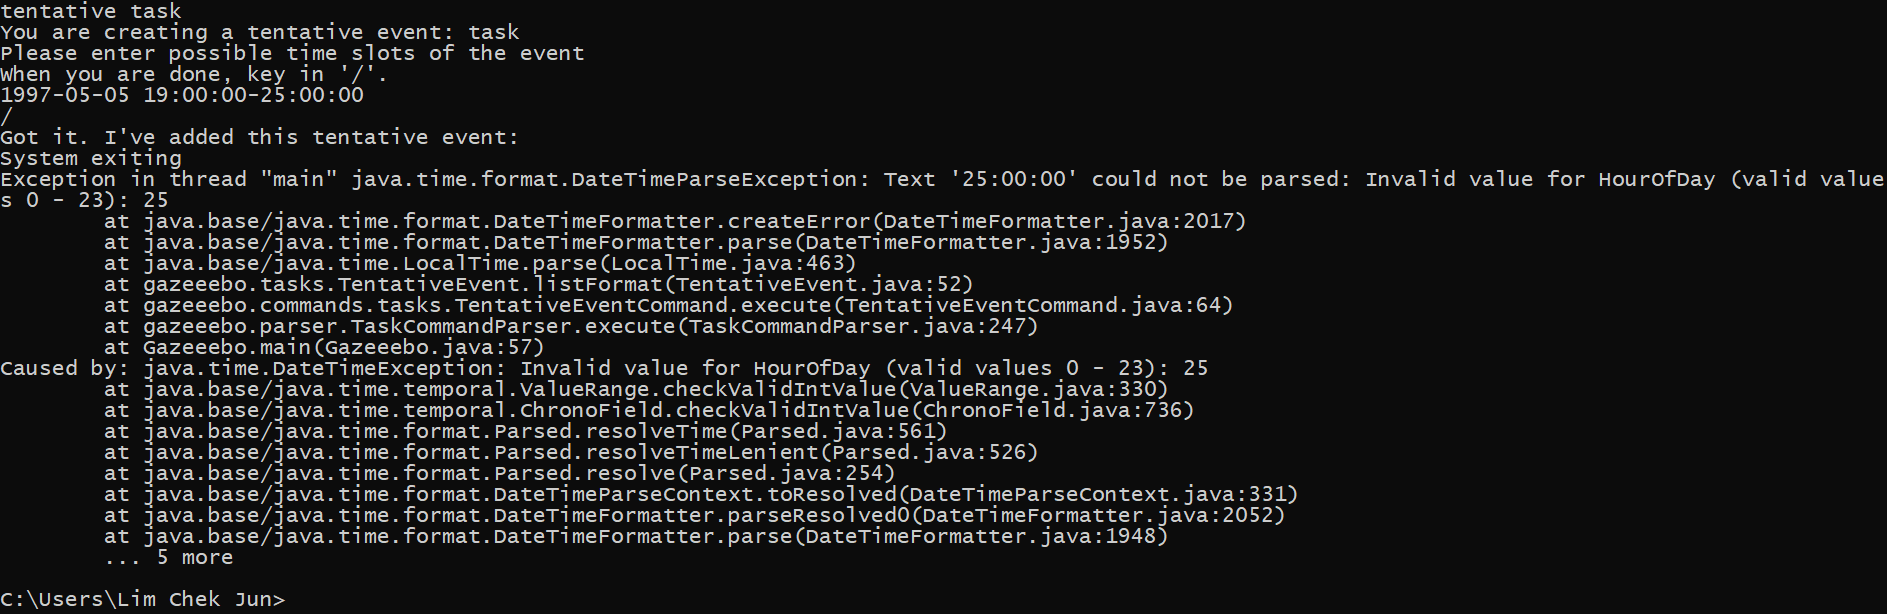 tentative task
You are creating a tentative event: task
Please enter possible time slots of the event
When you are done, key in '/'.
1997-05-05 19:00:00-25:00:00
/
Got it. I've added this tentative event:
System exiting
Exception in thread "main" java.time.format.DateTimeParseException: Text '25:00:00' could not be parsed: Invalid value for HourOfDay (valid value
s 0 - 23): 25
        at java.base/java.time.format.DateTimeFormatter.createError(DateTimeFormatter.java:2017)
        at java.base/java.time.format.DateTimeFormatter.parse(DateTimeFormatter.java:1952)
        at java.base/java.time.LocalTime.parse(LocalTime.java:463)
        at gazeeebo.tasks.TentativeEvent.listFormat(TentativeEvent.java:52)
        at gazeeebo.commands.tasks.TentativeEventCommand.execute(TentativeEventCommand.java:64)
        at gazeeebo.parser.TaskCommandParser.execute(TaskCommandParser.java:247)
        at Gazeeebo.main(Gazeeebo.java:57)
Caused by: java.time.DateTimeException: Invalid value for HourOfDay (valid values 0 - 23): 25
        at java.base/java.time.temporal.ValueRange.checkValidIntValue(ValueRange.java:330)
        at java.base/java.time.temporal.ChronoField.checkValidIntValue(ChronoField.java:736)
        at java.base/java.time.format.Parsed.resolveTime(Parsed.java:561)
        at java.base/java.time.format.Parsed.resolveTimeLenient(Parsed.java:526)
        at java.base/java.time.format.Parsed.resolve(Parsed.java:254)
        at java.base/java.time.format.DateTimeParseContext.toResolved(DateTimeParseContext.java:331)
        at java.base/java.time.format.DateTimeFormatter.parseResolved0(DateTimeFormatter.java:2052)
        at java.base/java.time.format.DateTimeFormatter.parse(DateTimeFormatter.java:1948)
        ... 5 more
C:\Users\Lim Chek Jun>